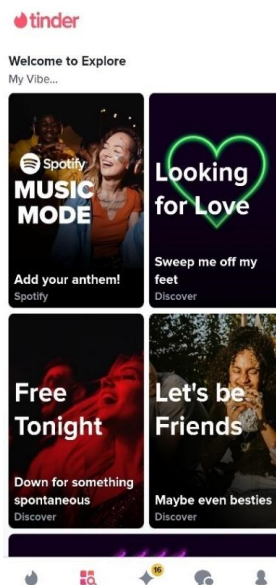 tinder
Welcome to Explore
My Vibe...
Spotify
MUSIC
MODE
Add your anthem!
Spotify
Looking
for Love
Sweep me off my
feet
Discover
Free
Tonight
Down for something
spontaneous
Discover
Let's be
Friends
Maybe even besties
Discover
16